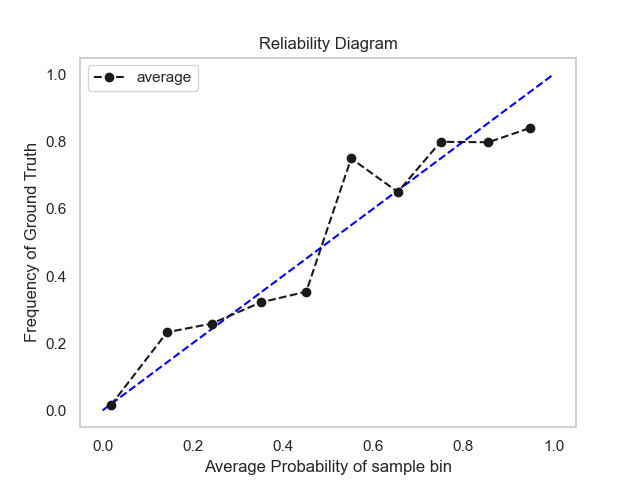 Reliability Diagram
average
1.0
0.8
0.6
0.4
0.2
0.0
Frequency of Ground Truth
0.0 0.2 0.4 0.6 0.8 1.0
Average Probability of sample bin